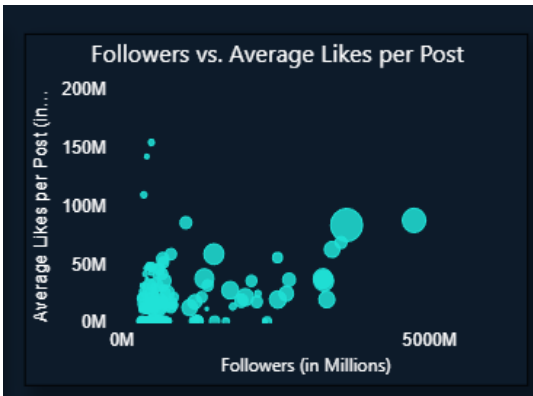 Followers vs. Average Likes per Post
Average Likes per Post (in...
200M
150M
100M
50M
0M
0M 5000M
Followers (in Millions)